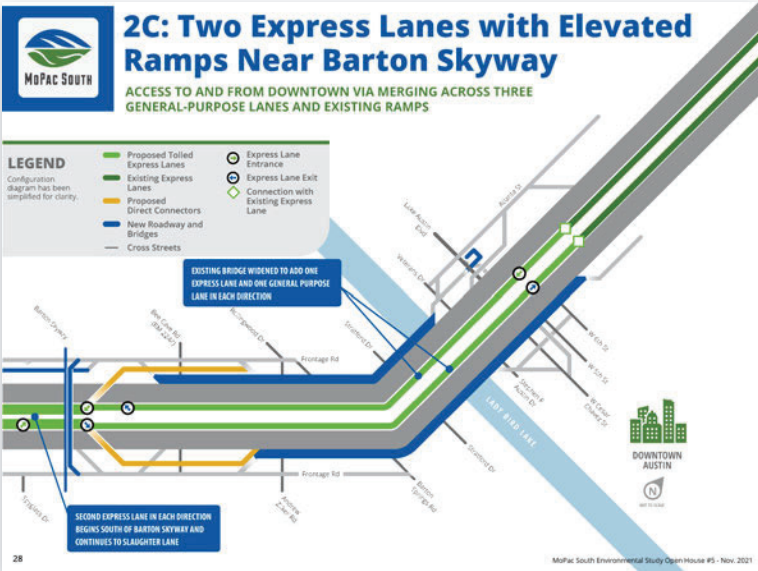 MOPAC SOUTH
2C: Two Express Lanes with Elevated
Ramps Near Barton Skyway
ACCESS TO AND FROM DOWNTOWN VIA MERGING ACROSS THREE
GENERAL-PURPOSE LANES AND EXISTING RAMPS
LEGEND
Configuration
diagram has been
simplified for clarity.
Proposed Tolled
Express Lanes
Existing Express
Lanes
Proposed
Direct Connectors
New Roadway and
Bridges
Cross Streets
Express Lane
Entrance
Express Lane Exit
Connection with
Existing Express
Lane
EXISTING BRIDGE WIDENED TO ADD ONE
EXPRESS LANE AND ONE GENERAL PURPOSE
LANE IN EACH DIRECTION
Atlanta St
Lake Austin
Blvd
Veterans Dr
Stratford Dr
Rollingwood Dr
Bee Cave Rd
(RM 2244)
Barton Skyway
Frontage Rd
W 6th St
W 5th St
W Cesar
Chavez St
Stephen F
Austin Dr
LADY BIRD LAKE
Stratford Dr
Barton
Springs Rd
Frontage Rd
Andrew
Zilker Rd
DOWNTOWN
AUSTIN
N
NOT TO SCALE
SECOND EXPRESS LANE IN EACH DIRECTION
BEGINS SOUTH OF BARTON SKYWAY AND
CONTINUES TO SLAUGHTER LANE
28
MoPac South Environmental Study Open House #5 - Nov. 2021